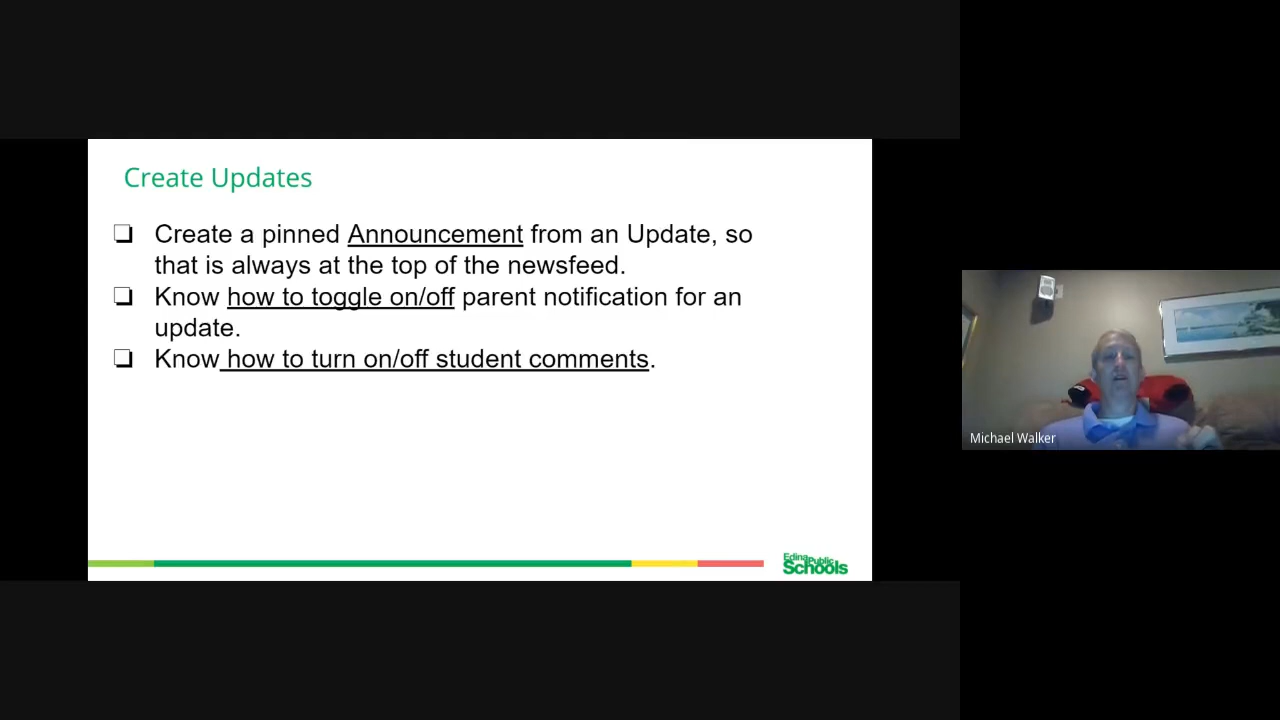 Create Updates
❏ Create a pinned Announcement from an Update, so
that is always at the top of the newsfeed.
❏ Know how to toggle on/off parent notification for an
update.
❏ Know how to turn on/off student comments.
Edina Public
Schools
Michael Walker